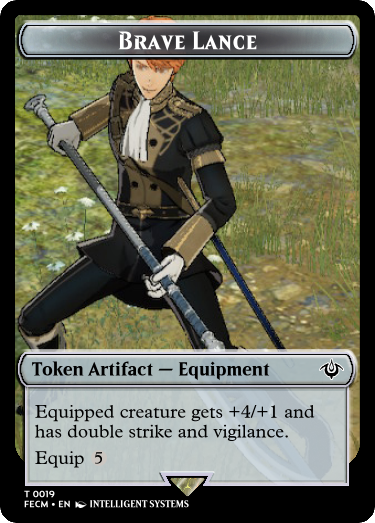 BRAVE LANCE
Token Artifact — Equipment
Equipped creature gets +4/+1 and
has double strike and vigilance.
Equip 5
T 0019
FECM • EN INTELLIGENT SYSTEMS